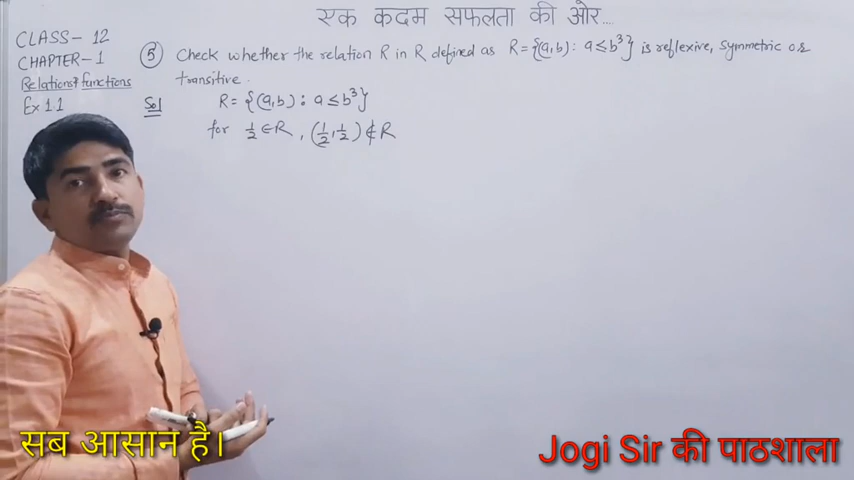 एक कदम सफलता की ओर....
CLASS- 12
CHAPTER-1
Relations & functions
Ex 1.1
⑤ Check whether the relation R in R defined as R={(a,b): a≤b³} is reflexive, symmetric or
transitive.
Sol R={(a,b): a≤b³}
for ½∈R, (½,½)∉R
सब आसान है।
Jogi Sir की पाठशाला